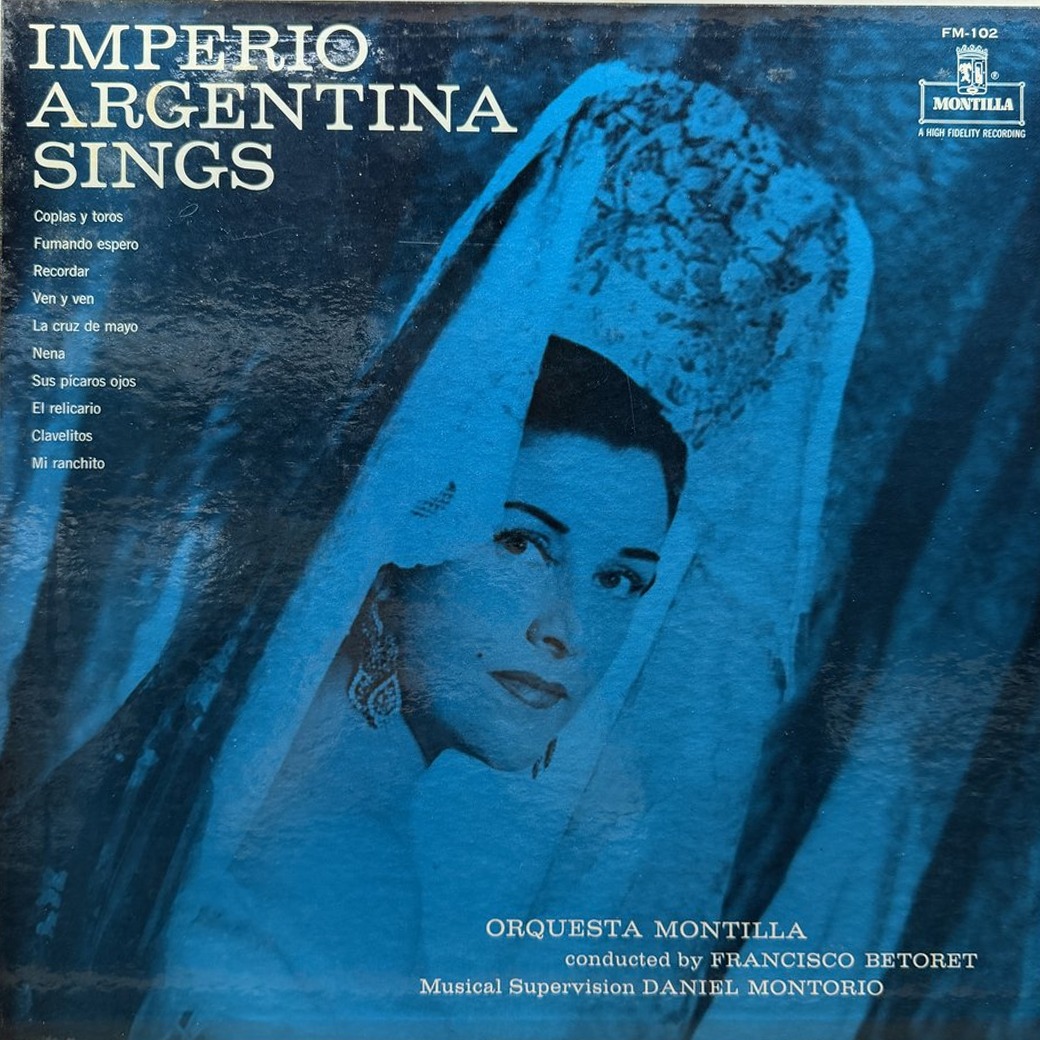 IMPERIO
ARGENTINA
SINGS
Coplas y toros
Fumando espero
Recordar
Ven y ven
La cruz de mayo
Nena
Sus pícaros ojos
El relicario
Clavelitos
Mi ranchito
FM-102
®
MONTILLA
A HIGH FIDELITY RECORDING
ORQUESTA MONTILLA
conducted by FRANCISCO BETORET
Musical Supervision DANIEL MONTORIO